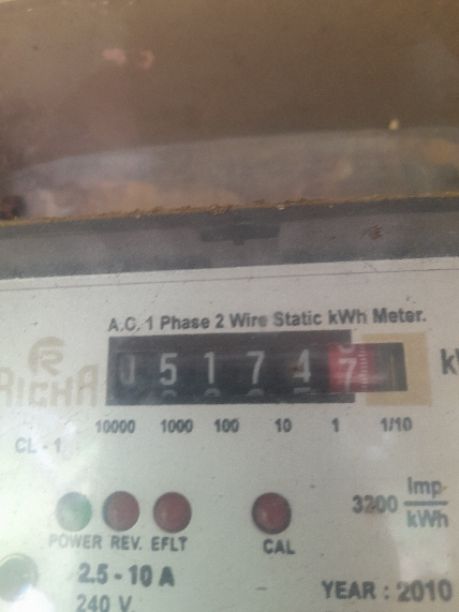 A.C. 1 Phase 2 Wire Static kWh Meter.
RICHA
0 5 1 7 4 7
10000 1000 100 10 1 1/10
CL - 1
3200 Imp/kWh
POWER REV. EFLT CAL
2.5 - 10 A
240 V.
YEAR : 2010